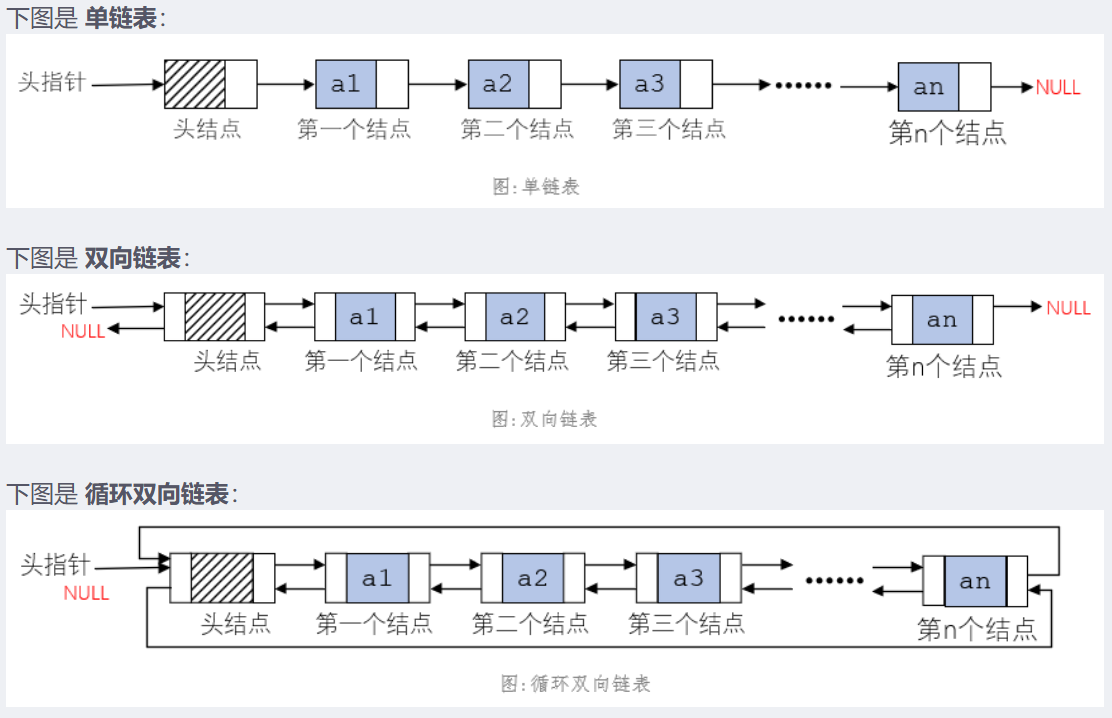 下图是 单链表:
头指针 a1 a2 a3 ······ an NULL
头结点 第一个结点 第二个结点 第三个结点 第n个结点
图:单链表
下图是 双向链表:
头指针 a1 a2 a3 ······ an NULL
NULL
头结点 第一个结点 第二个结点 第三个结点 第n个结点
图:双向链表
下图是 循环双向链表:
头指针 a1 a2 a3 ······ an
NULL
头结点 第一个结点 第二个结点 第三个结点 第n个结点
图:循环双向链表